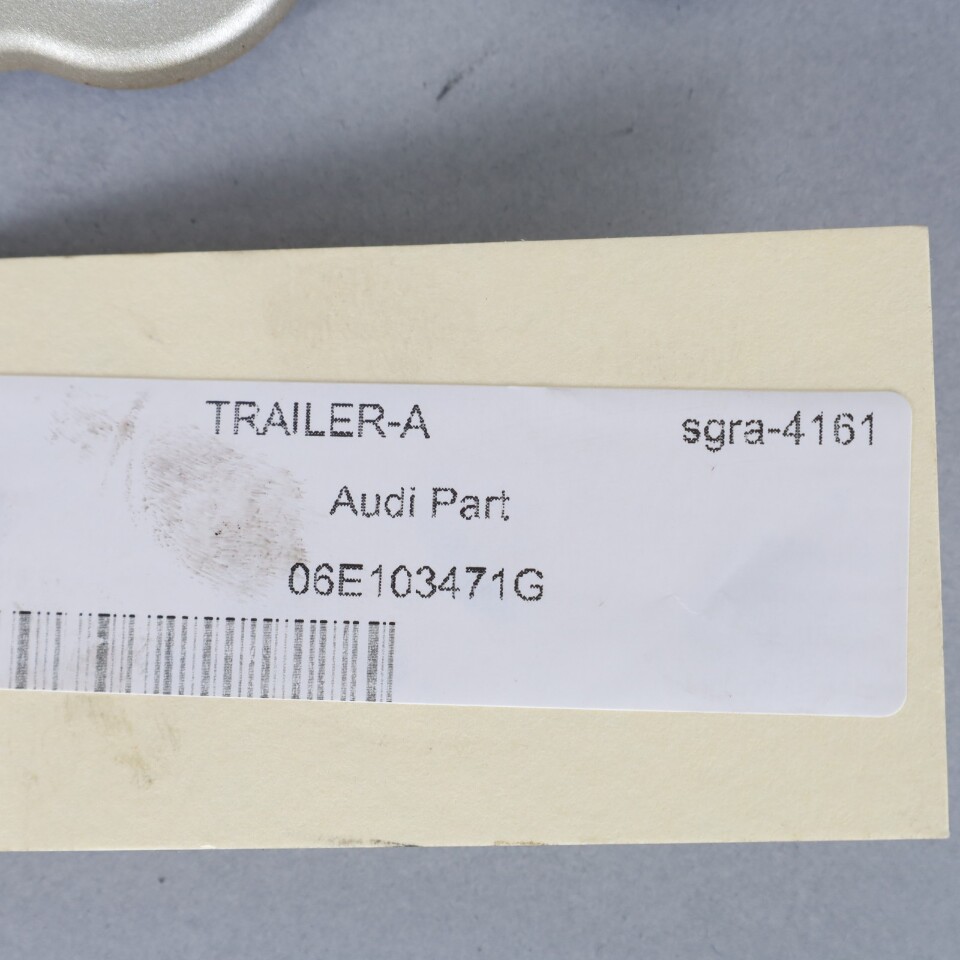 TRAILER-A sgra-4161
Audi Part
06E103471G